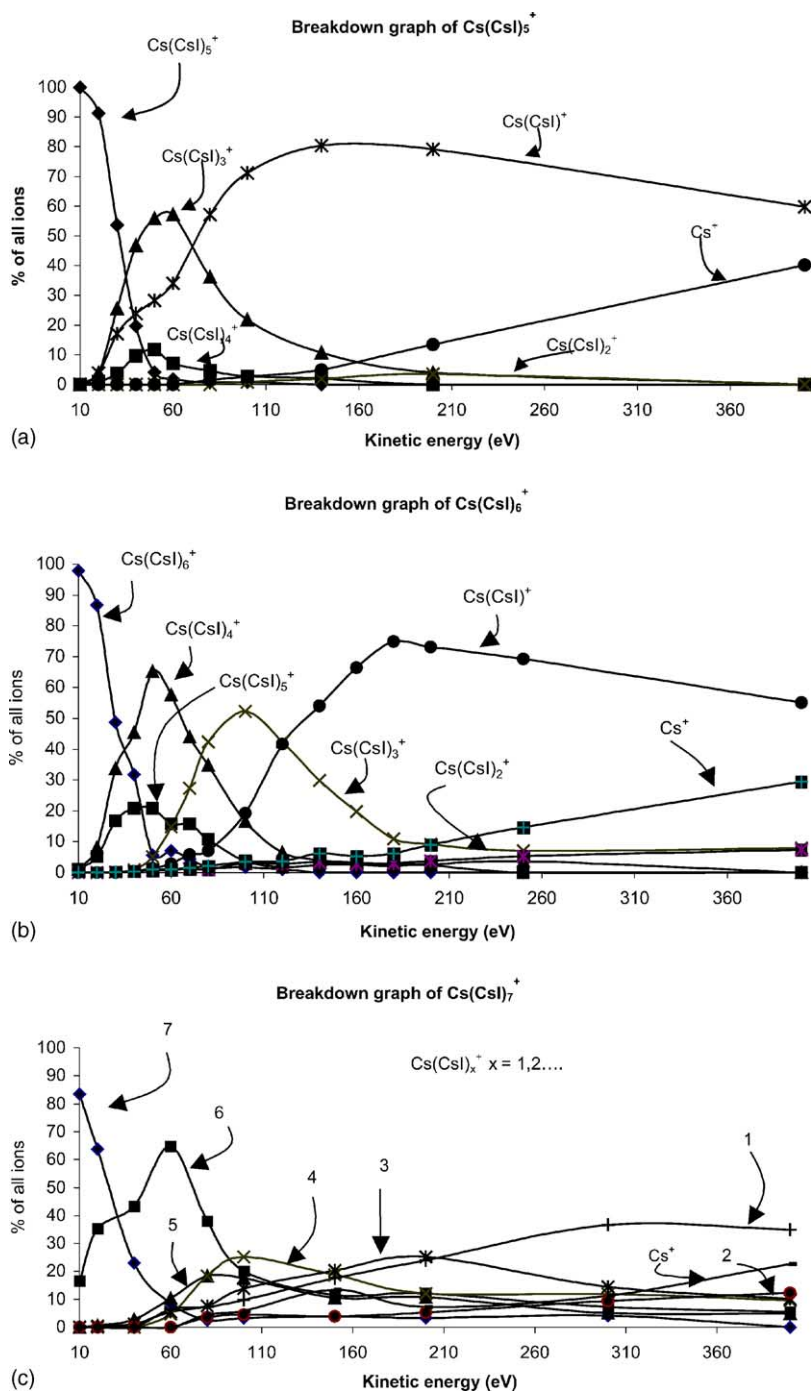 Breakdown graph of Cs(CsI)₅⁺
Cs(CsI)₅⁺
% of all ions
100
90
80
70
60
50
40
30
20
10
0
Cs(CsI)₃⁺
Cs(CsI)⁺
Cs⁺
Cs(CsI)₄⁺
Cs(CsI)₂⁺
10 60 110 160 210 260 310 360
Kinetic energy (eV)
(a)
Breakdown graph of Cs(CsI)₆⁺
% of all ions
100
90
80
70
60
50
40
30
20
10
0
Cs(CsI)₆⁺
Cs(CsI)⁺
Cs(CsI)₄⁺
Cs(CsI)₅⁺
Cs(CsI)₃⁺
Cs⁺
Cs(CsI)₂⁺
10 60 110 160 210 260 310 360
Kinetic energy (eV)
(b)
Breakdown graph of Cs(CsI)₇⁺
% of all ions
100
90
80
70
60
50
40
30
20
10
0
7
Cs(CsI)ₓ⁺ x = 1,2....
6
1
3
4
5
Cs⁺
2
10 60 110 160 210 260 310 360
Kinetic energy (eV)
(c)